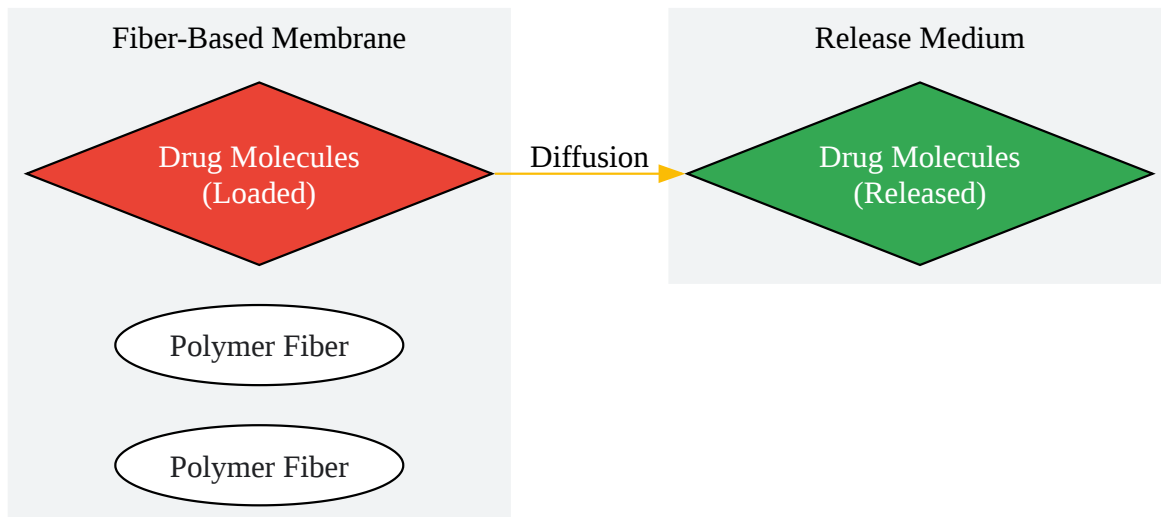 Fiber-Based Membrane
Drug Molecules
(Loaded)
Polymer Fiber
Polymer Fiber
Diffusion
Release Medium
Drug Molecules
(Released)